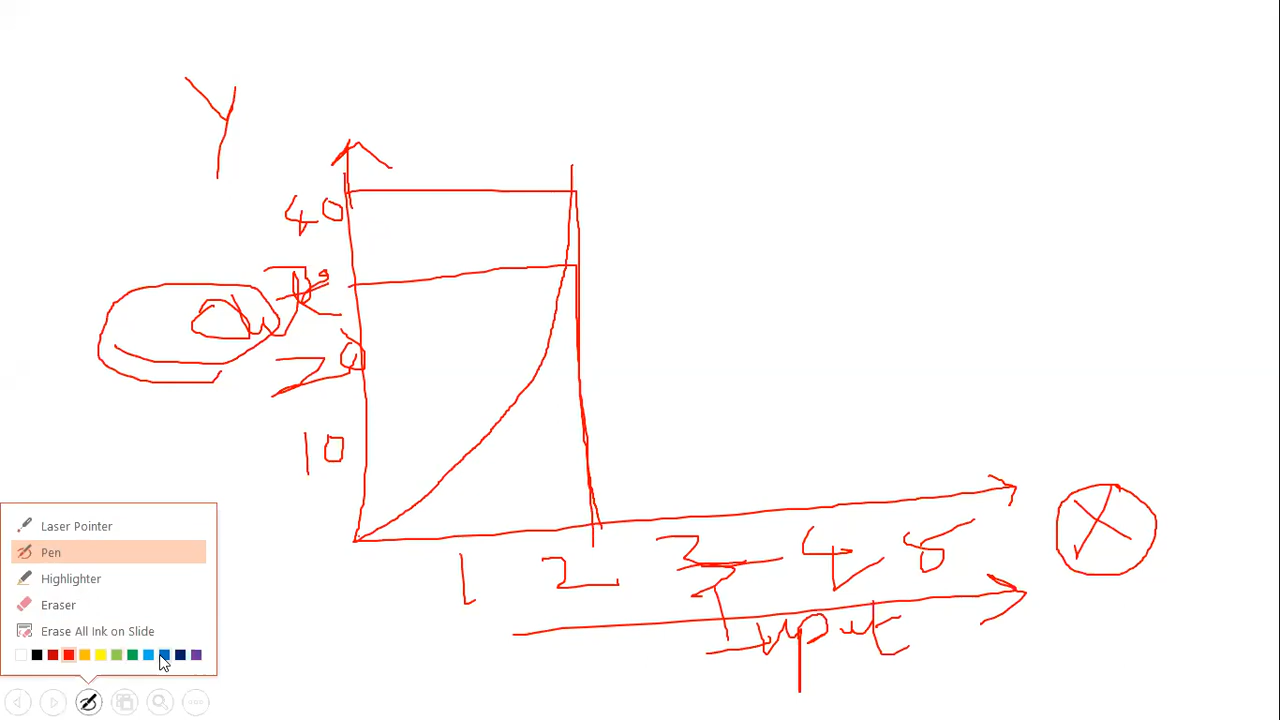 Y
40
20
10
1 2 3 4 5
X
Input
Laser Pointer
Pen
Highlighter
Eraser
Erase All Ink on Slide